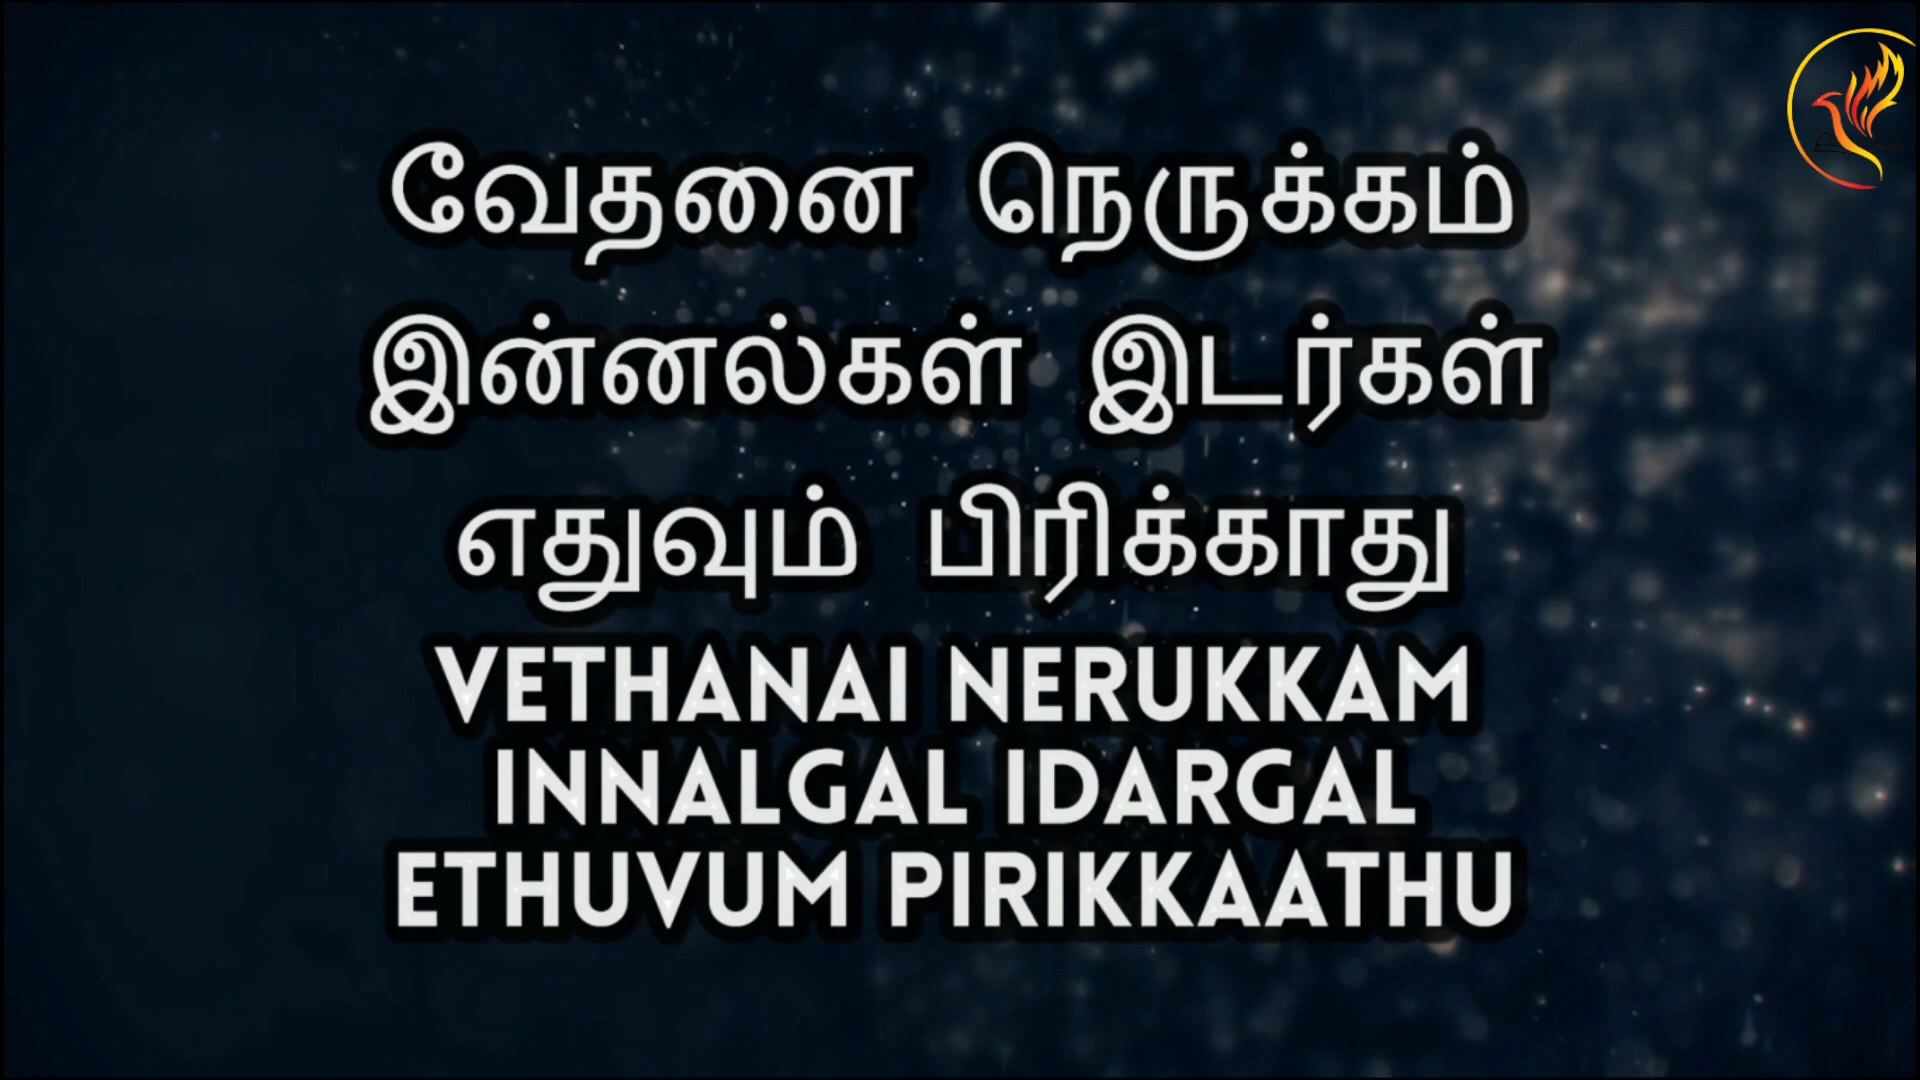 வேதனை நெருக்கம்
இன்னல்கள் இடர்கள்
எதுவும் பிரிக்காது
VETHANAI NERUKKAM
INNALGAL IDARGAL
ETHUVUM PIRIKKAATHU